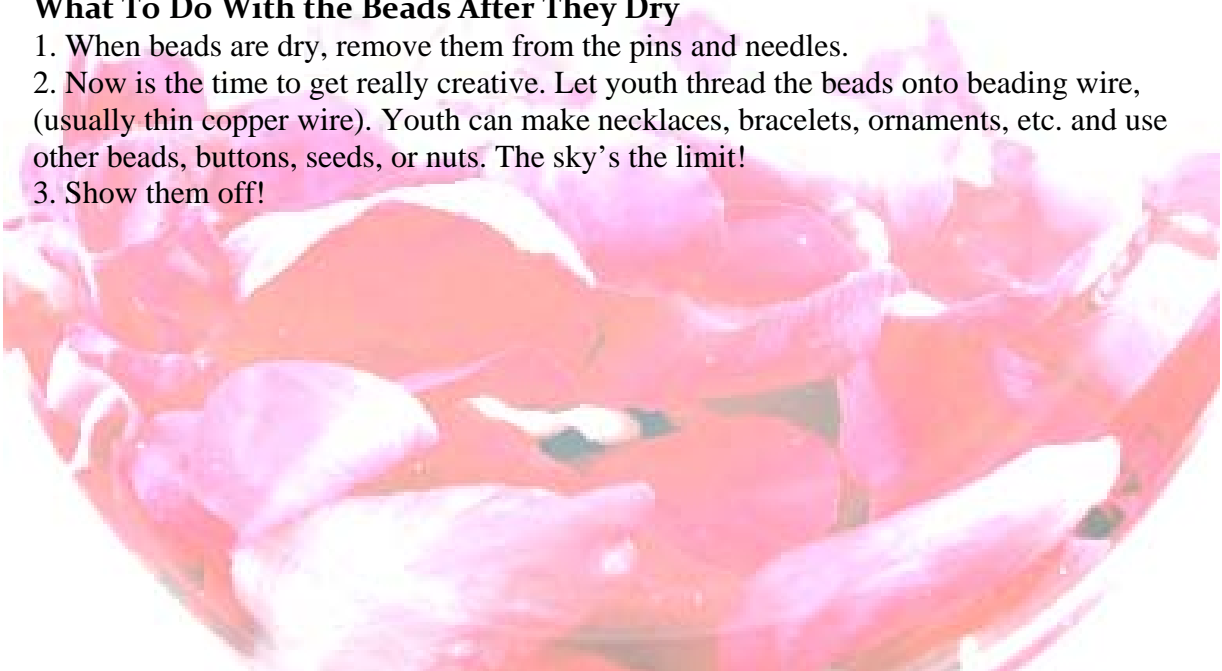 What To Do With the Beads After They Dry
1. When beads are dry, remove them from the pins and needles.
2. Now is the time to get really creative. Let youth thread the beads onto beading wire,
(usually thin copper wire). Youth can make necklaces, bracelets, ornaments, etc. and use
other beads, buttons, seeds, or nuts. The sky’s the limit!
3. Show them off!